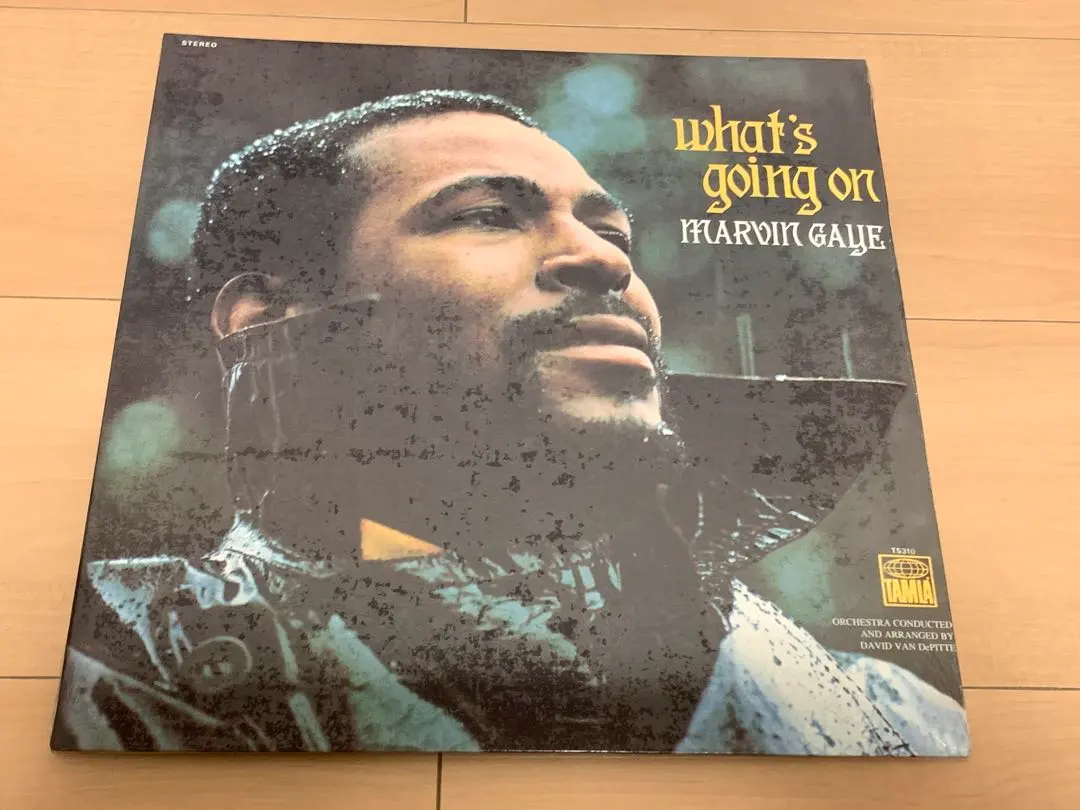 STEREO
what's
going on
MARVIN GAYE
TS310
TAMLA
ORCHESTRA CONDUCTED
AND ARRANGED BY
DAVID VAN DePITTE